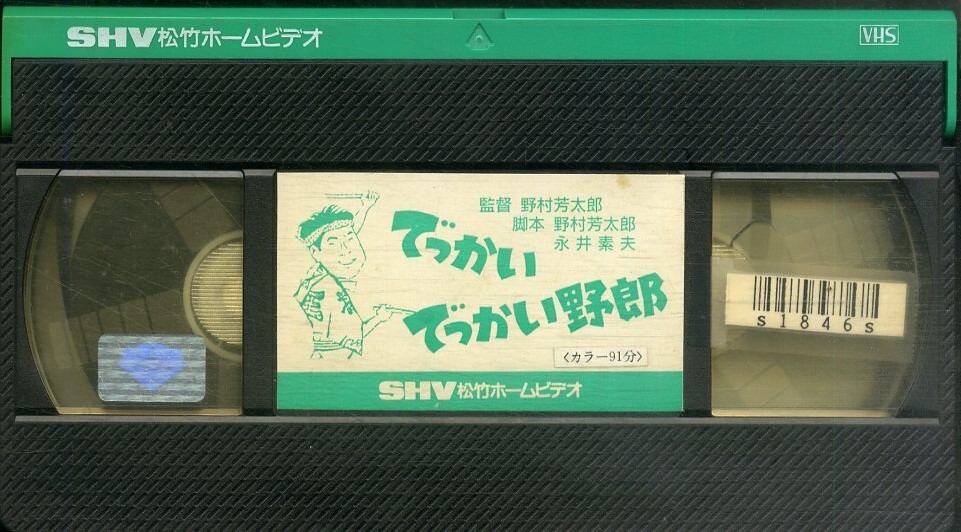 SHV松竹ホームビデオ
VHS
監督 野村芳太郎
脚本 野村芳太郎
永井素夫
でっかい
でっかい野郎
〈カラー91分〉
SHV松竹ホームビデオ
s1846s